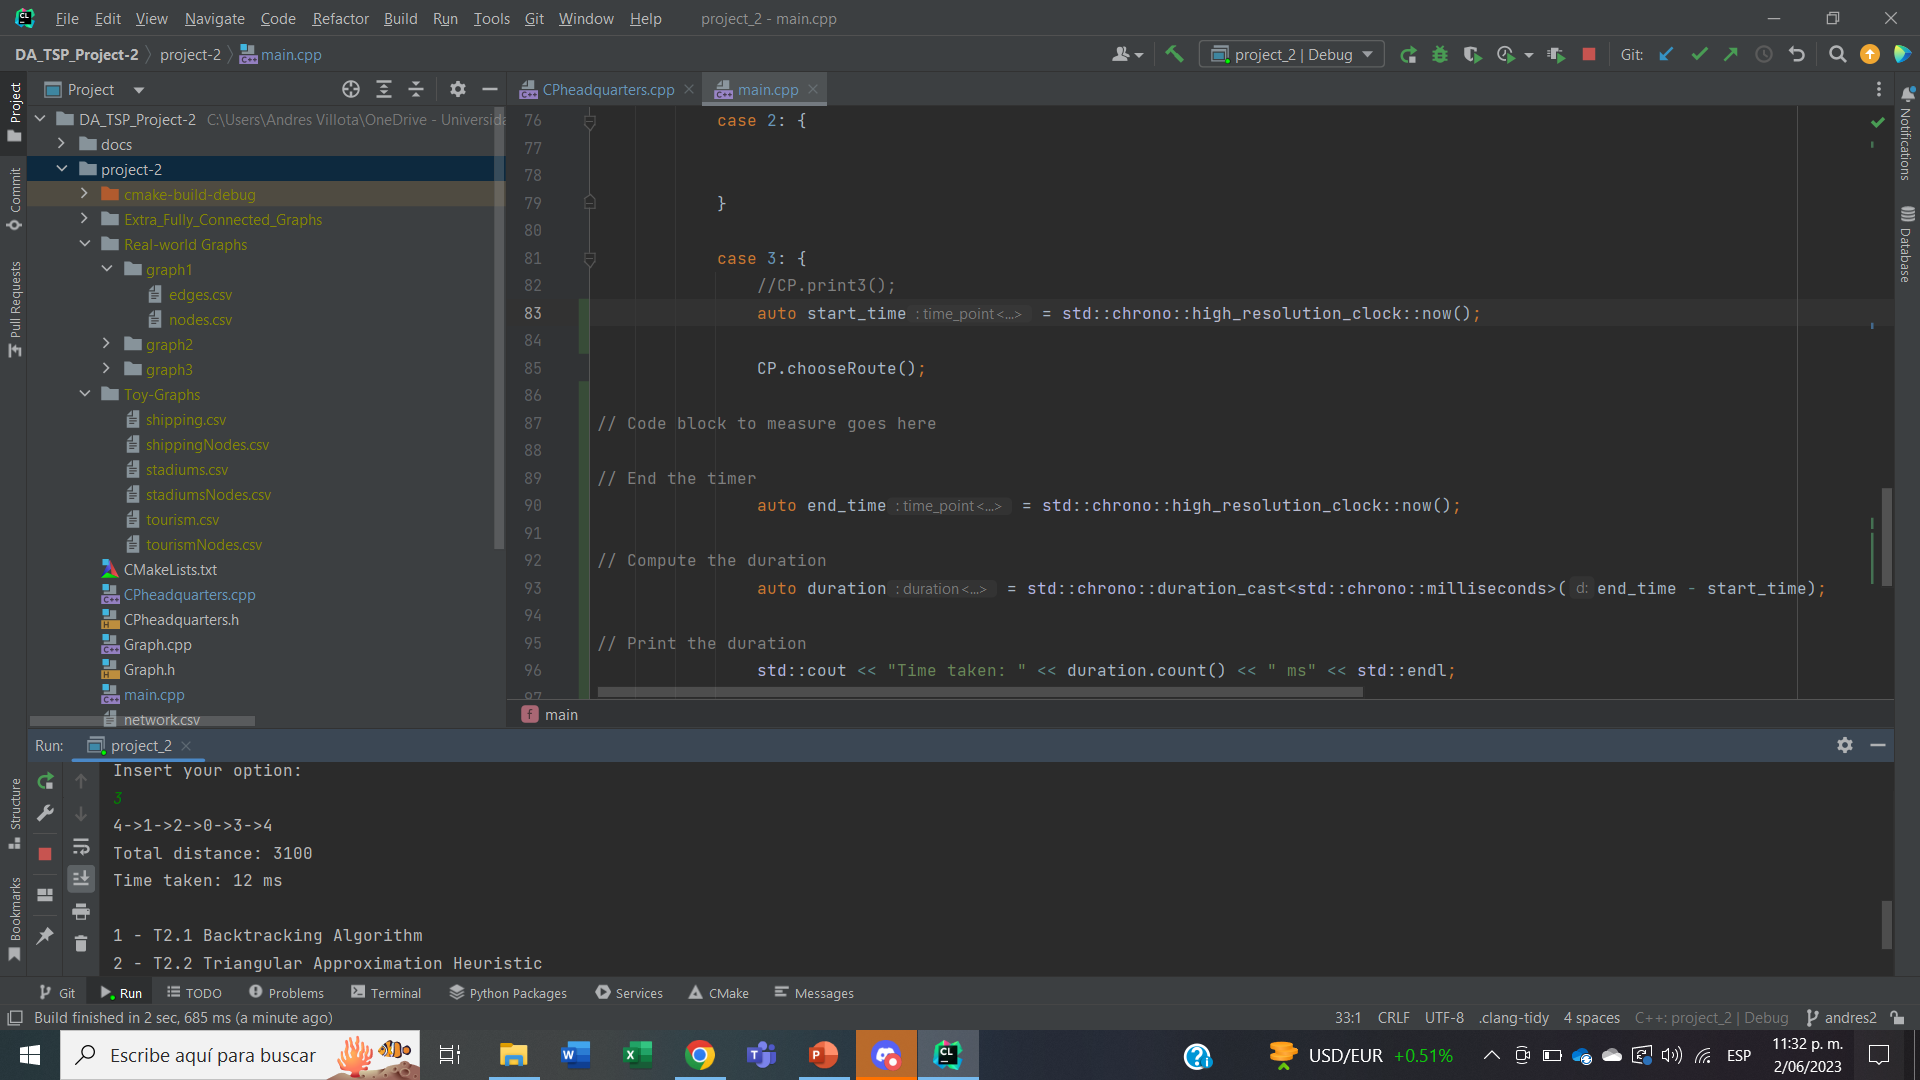 File Edit View Navigate Code Refactor Build Run Tools Git Window Help project_2 - main.cpp
DA_TSP_Project-2 project-2 main.cpp project_2 | Debug Git:
Project
CPheadquarters.cpp main.cpp
DA_TSP_Project-2 C:\Users\Andres Villota\OneDrive - Universida
docs
project-2
cmake-build-debug
Extra_Fully_Connected_Graphs
Real-world Graphs
graph1
edges.csv
nodes.csv
graph2
graph3
Toy-Graphs
shipping.csv
shippingNodes.csv
stadiums.csv
stadiumsNodes.csv
tourism.csv
tourismNodes.csv
CMakeLists.txt
CPheadquarters.cpp
CPheadquarters.h
Graph.cpp
Graph.h
main.cpp
network.csv
76 case 2: {
77
78
79 }
80
81 case 3: {
82 //CP.print3();
83 auto start_time : time_point<...> = std::chrono::high_resolution_clock::now();
84
85 CP.chooseRoute();
86
87 // Code block to measure goes here
88
89 // End the timer
90 auto end_time : time_point<...> = std::chrono::high_resolution_clock::now();
91
92 // Compute the duration
93 auto duration : duration<...> = std::chrono::duration_cast<std::chrono::milliseconds>( d: end_time - start_time);
94
95 // Print the duration
96 std::cout << "Time taken: " << duration.count() << " ms" << std::endl;
97
f main
Project
Commit
Pull Requests
Structure
Bookmarks
Notifications
Database
Run: project_2
Insert your option:
3
4->1->2->0->3->4
Total distance: 3100
Time taken: 12 ms
1 - T2.1 Backtracking Algorithm
2 - T2.2 Triangular Approximation Heuristic
Git Run TODO Problems Terminal Python Packages Services CMake Messages
Build finished in 2 sec, 685 ms (a minute ago) 33:1 CRLF UTF-8 .clang-tidy 4 spaces C++: project_2 | Debug andres2
Escribe aquí para buscar USD/EUR +0.51% ESP 11:32 p. m.
2/06/2023